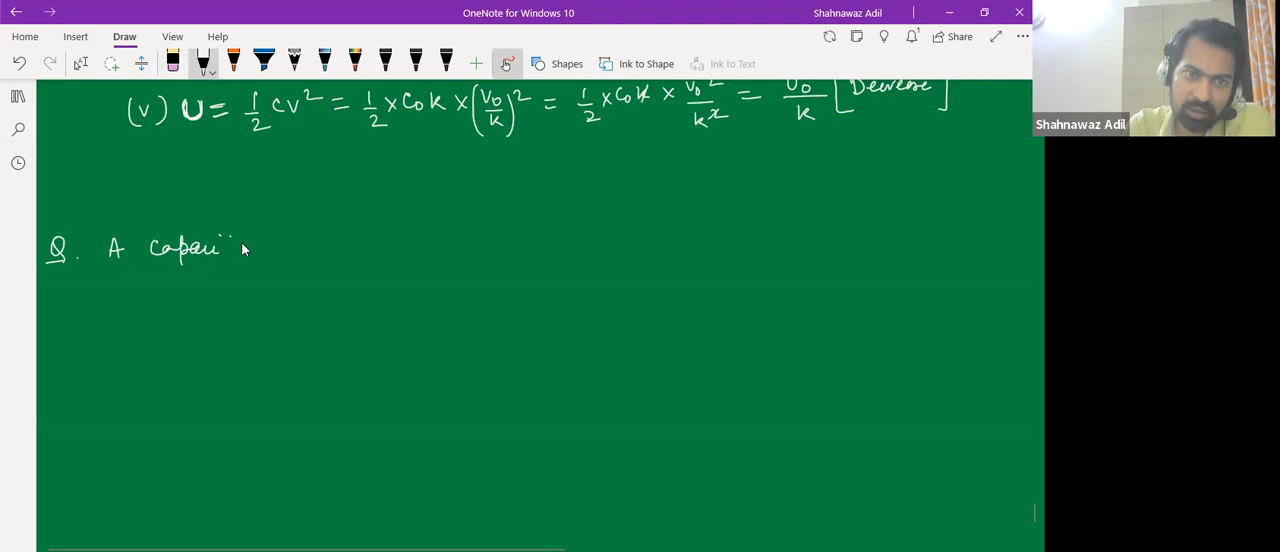 OneNote for Windows 10
Shahnawaz Adil
Home Insert Draw View Help
Share
Shapes Ink to Shape Ink to Text
(v) U = 1/2 CV² = 1/2 × C₀K × (V₀/K)² = 1/2 × C₀K × V₀²/K² = U₀/K [Decrease]
Shahnawaz Adil
Q. A capaci